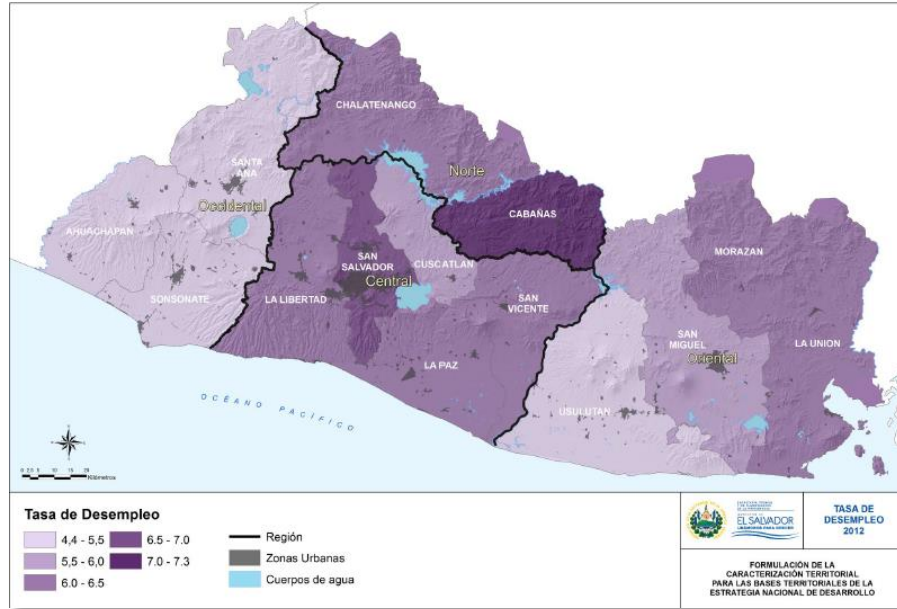 CHALATENANGO
Norte
SANTA
ANA
Occidental
CABAÑAS
AHUACHAPAN
MORAZAN
SAN
SALVADOR
CUSCATLAN
Central
SONSONATE
LA LIBERTAD
SAN
VICENTE
SAN
MIGUEL
LA UNION
Oriental
LA PAZ
USULUTAN
OCÉANO PACÍFICO
Kilómetros
Tasa de Desempleo
4,4 - 5,5
5,5 - 6,0
6.0 - 6.5
6.5 - 7.0
7.0 - 7.3
Región
Zonas Urbanas
Cuerpos de agua
EL SALVADOR
TASA DE
DESEMPLEO
2012
FORMULACIÓN DE LA
CARACTERIZACIÓN TERRITORIAL
PARA LAS BASES TERRITORIALES DE LA
ESTRATEGIA NACIONAL DE DESARROLLO